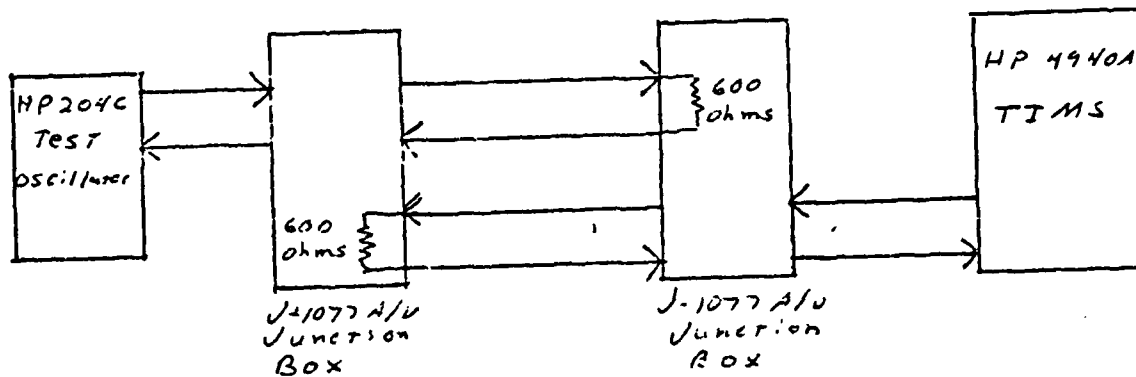 HP204C
Test
Oscillator
600
ohms
J-1077 A/U
Junction
Box
600
ohms
J-1077 A/U
Junction
Box
HP 4940A
TIMS